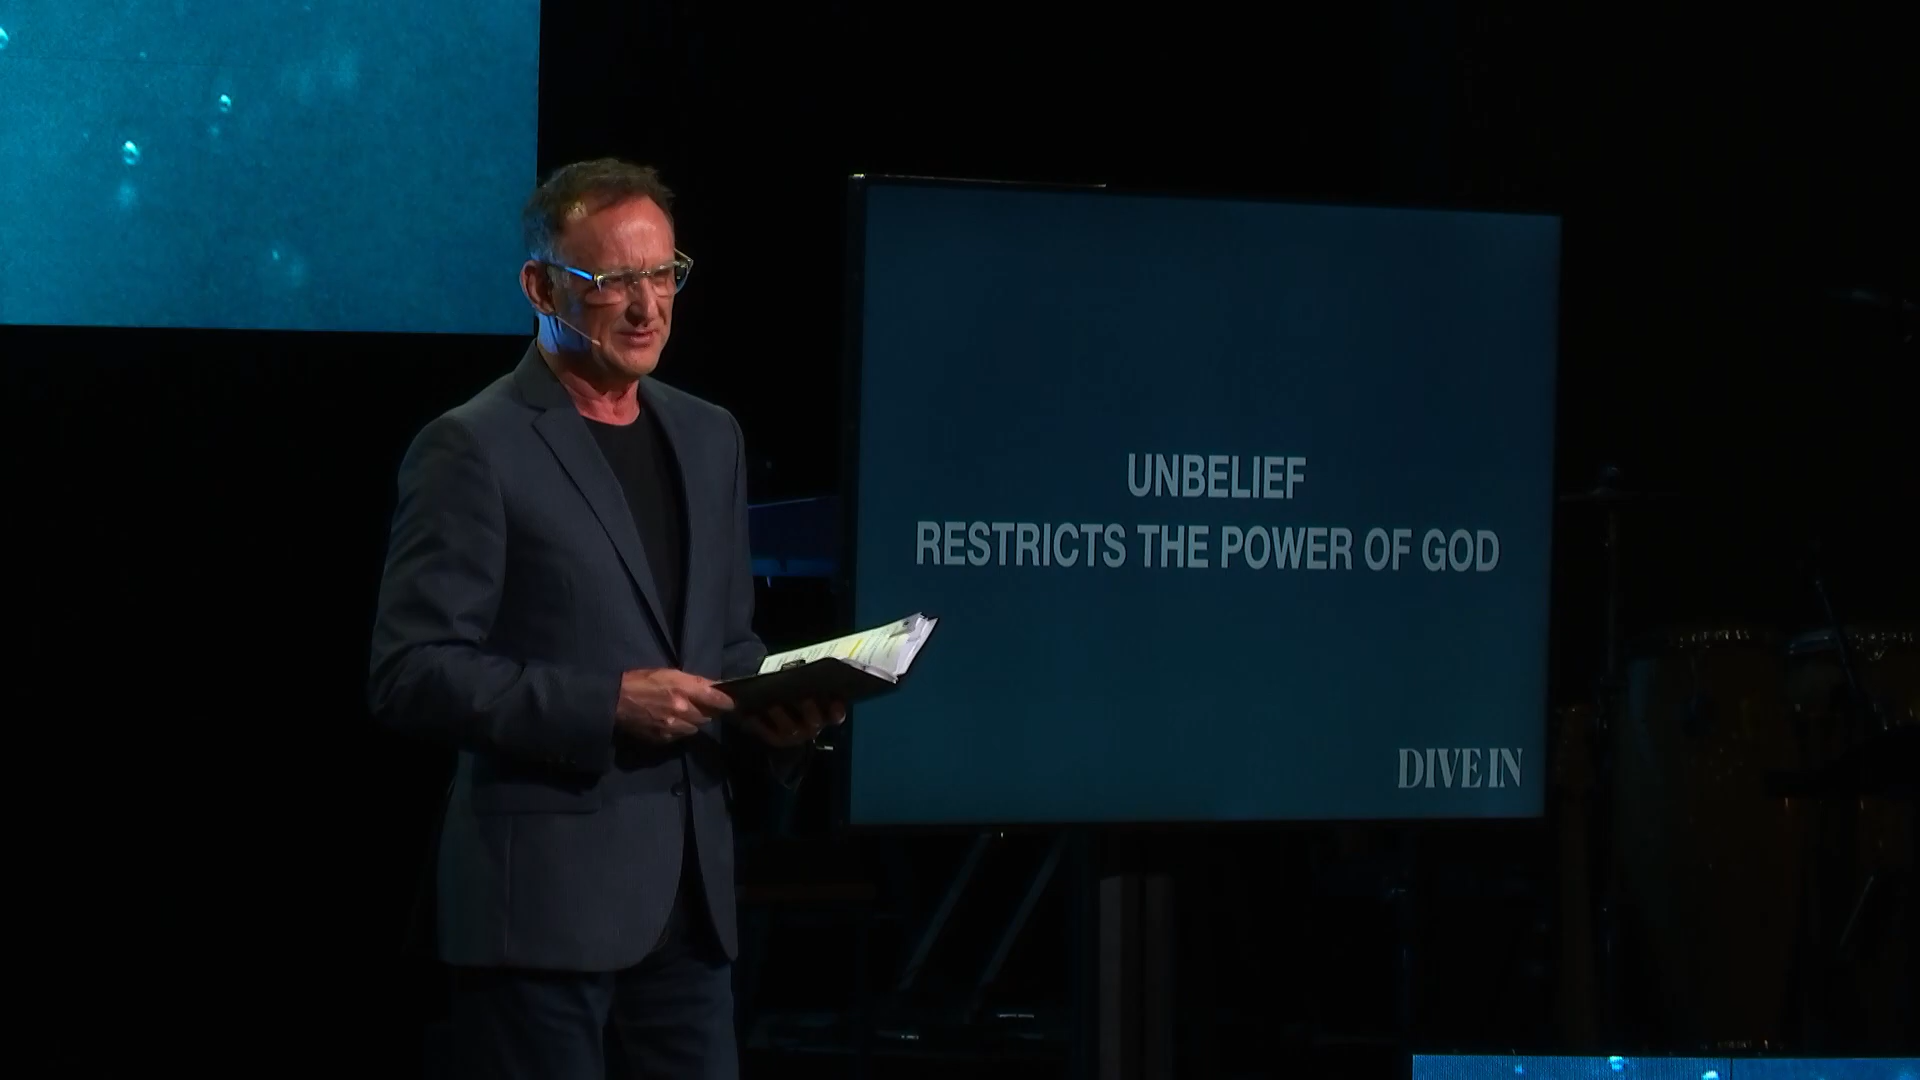 UNBELIEF
RESTRICTS THE POWER OF GOD
DIVE IN